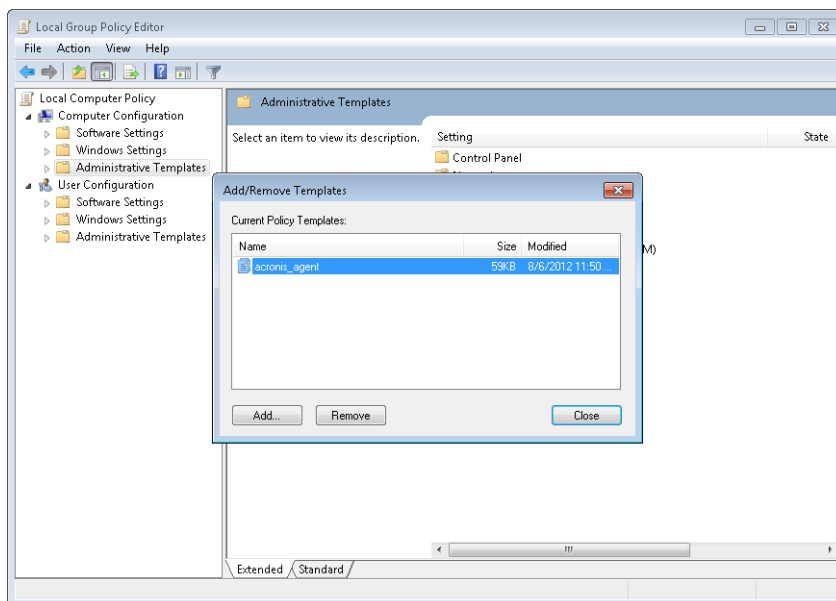 Local Group Policy Editor
File Action View Help
Local Computer Policy
Computer Configuration
Software Settings
Windows Settings
Administrative Templates
User Configuration
Software Settings
Windows Settings
Administrative Templates
Administrative Templates
Select an item to view its description.
Setting State
Control Panel
M)
Add/Remove Templates
Current Policy Templates:
Name Size Modified
acronis_agent 59KB 8/6/2012 11:50 ...
Add... Remove Close
Extended Standard